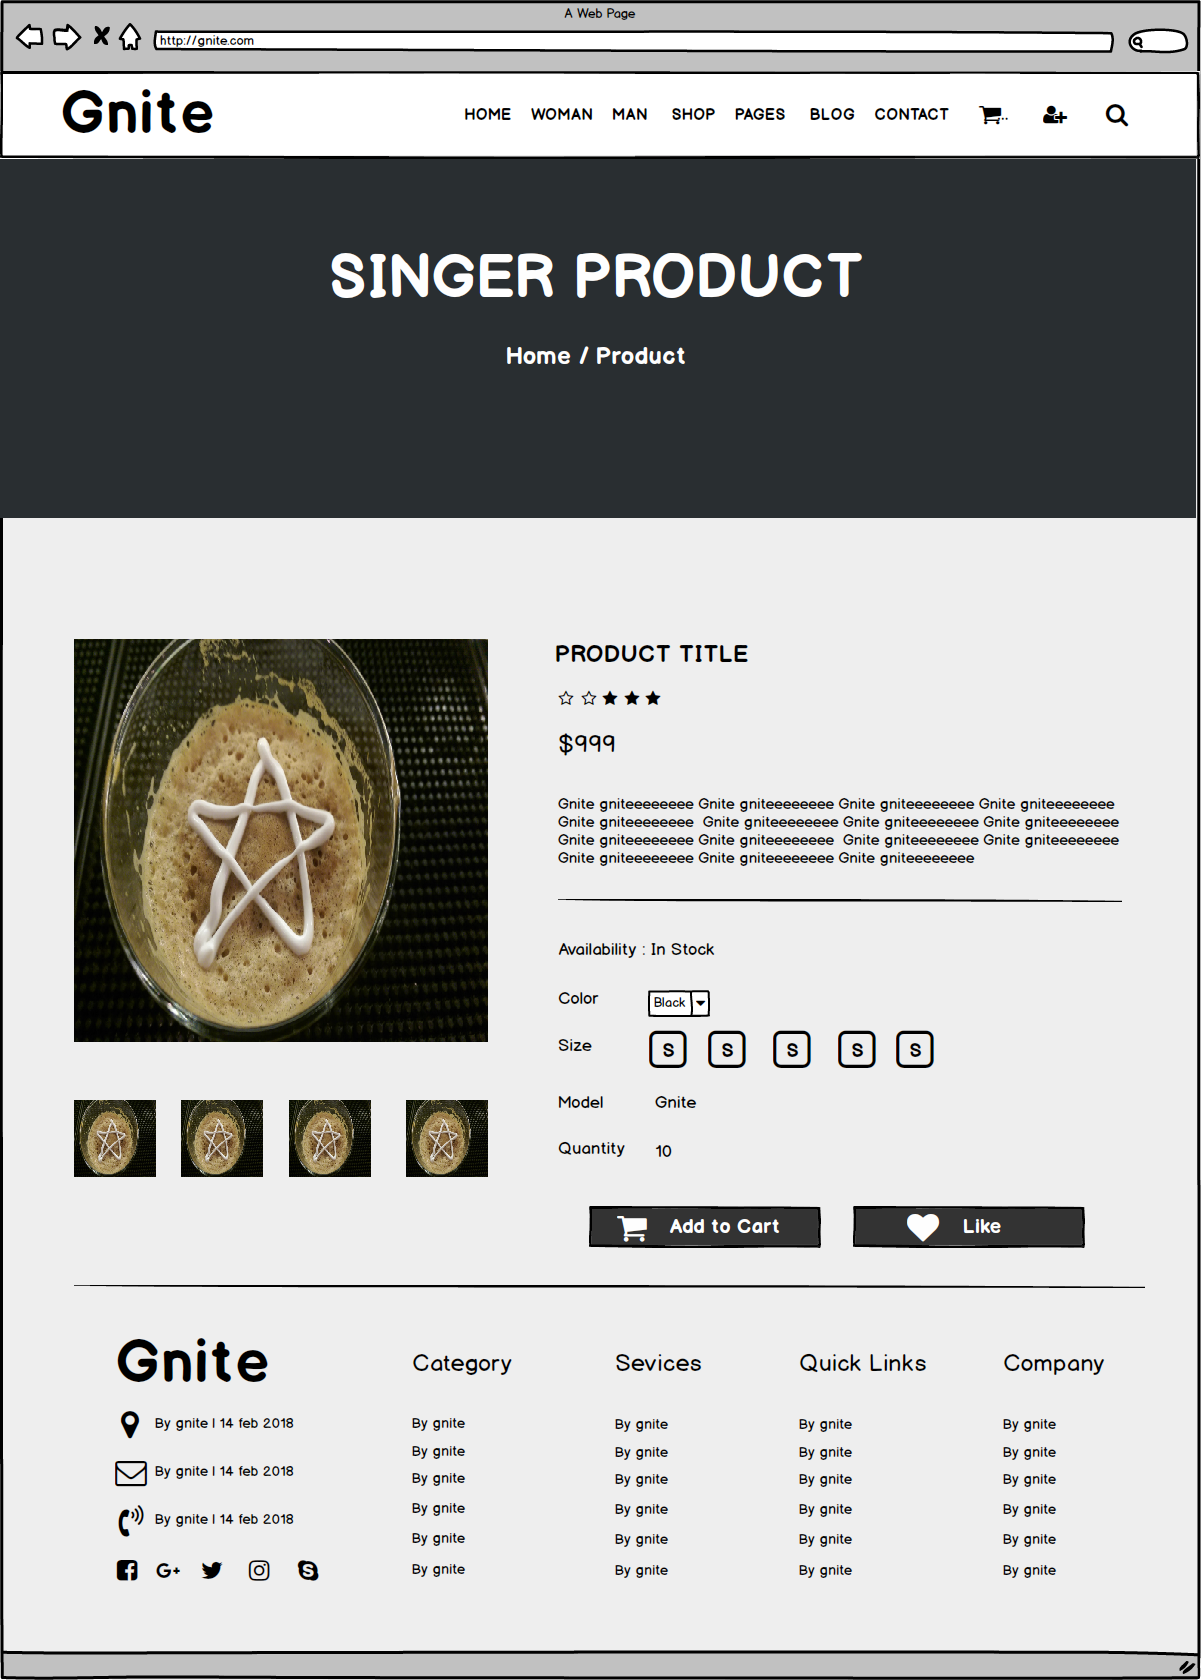 A Web Page
http://gnite.com
Gnite HOME WOMAN MAN SHOP PAGES BLOG CONTACT
SINGER PRODUCT
Home / Product
PRODUCT TITLE
$999
Gnite gniteeeeeeee Gnite gniteeeeeeee Gnite gniteeeeeeee Gnite gniteeeeeeee
Gnite gniteeeeeeee Gnite gniteeeeeeee Gnite gniteeeeeeee Gnite gniteeeeeeee
Gnite gniteeeeeeee Gnite gniteeeeeeee Gnite gniteeeeeeee Gnite gniteeeeeeee
Gnite gniteeeeeeee Gnite gniteeeeeeee Gnite gniteeeeeeee
Availability : In Stock
Color Black
Size S S S S S
Model Gnite
Quantity 10
Add to Cart Like
Gnite
By gnite | 14 feb 2018
By gnite | 14 feb 2018
By gnite | 14 feb 2018
Category
By gnite
By gnite
By gnite
By gnite
By gnite
By gnite
Sevices
By gnite
By gnite
By gnite
By gnite
By gnite
By gnite
Quick Links
By gnite
By gnite
By gnite
By gnite
By gnite
By gnite
Company
By gnite
By gnite
By gnite
By gnite
By gnite
By gnite